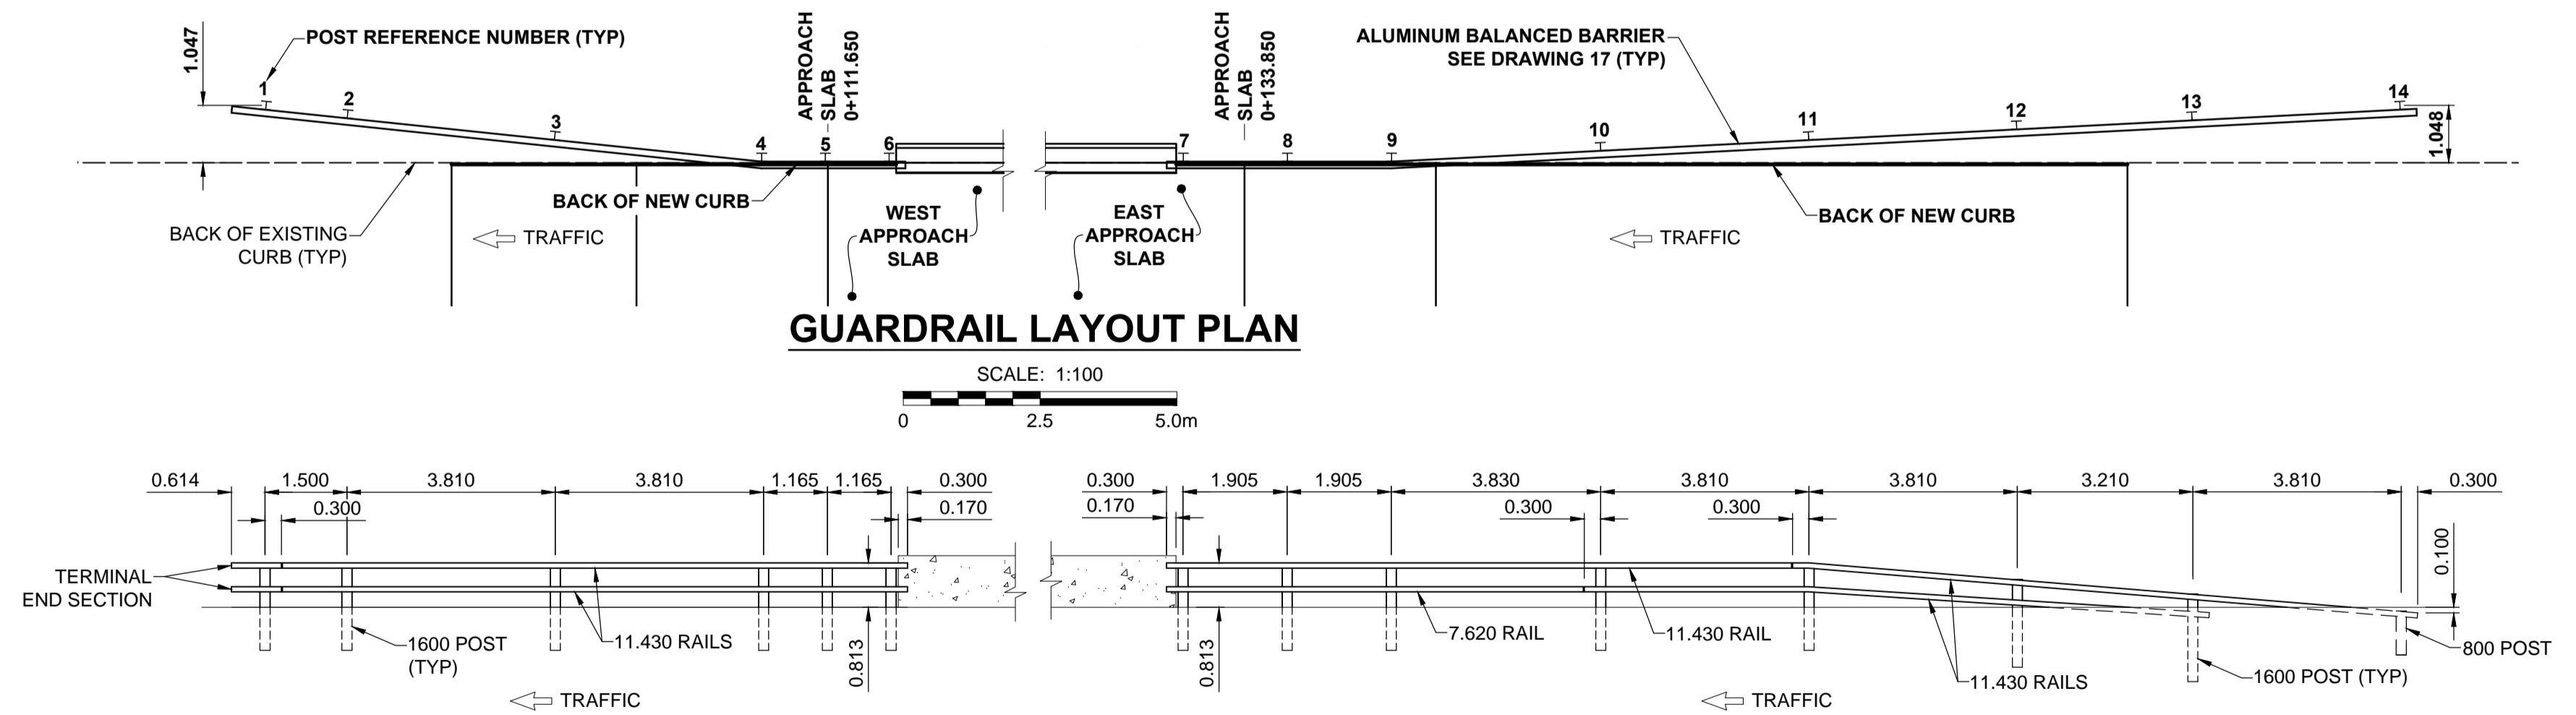 1.047
POST REFERENCE NUMBER (TYP)
APPROACH
SLAB
0+111.650
APPROACH
SLAB
0+133.850
ALUMINUM BALANCED BARRIER
SEE DRAWING 17 (TYP)
1
2
3
4
5
6
7
8
9
10
11
12
13
14
1.048
BACK OF NEW CURB
BACK OF EXISTING
CURB (TYP)
TRAFFIC
WEST
APPROACH
SLAB
EAST
APPROACH
SLAB
BACK OF NEW CURB
TRAFFIC
GUARDRAIL LAYOUT PLAN
SCALE: 1:100
0
2.5
5.0m
0.614
1.500
3.810
3.810
1.165
1.165
0.300
0.300
0.170
0.300
1.905
1.905
3.830
3.810
3.810
3.210
3.810
0.300
0.170
0.300
0.300
0.100
TERMINAL
END SECTION
1600 POST
(TYP)
11.430 RAILS
0.813
0.813
7.620 RAIL
11.430 RAIL
11.430 RAILS
1600 POST (TYP)
800 POST
TRAFFIC
TRAFFIC